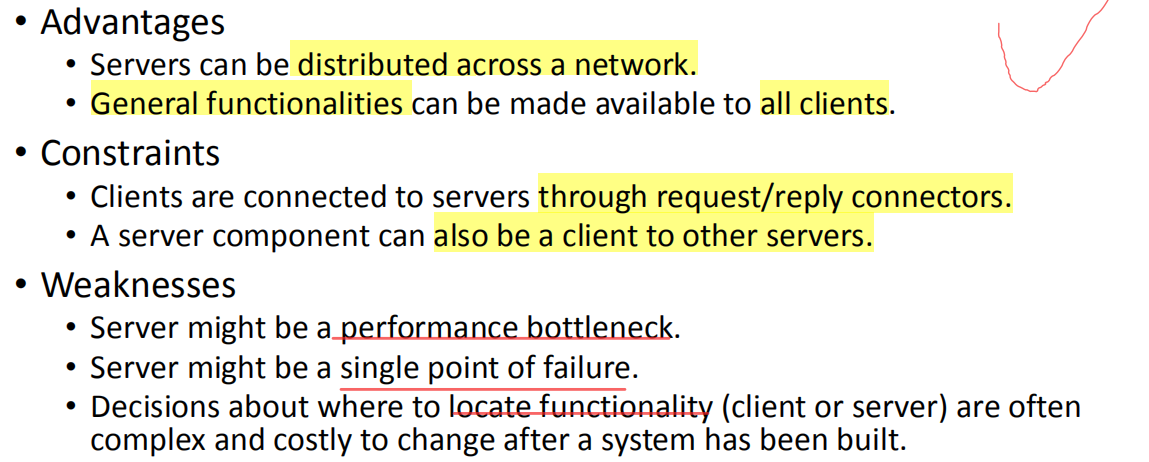 • Advantages
• Servers can be distributed across a network.
• General functionalities can be made available to all clients.
• Constraints
• Clients are connected to servers through request/reply connectors.
• A server component can also be a client to other servers.
• Weaknesses
• Server might be a performance bottleneck.
• Server might be a single point of failure.
• Decisions about where to locate functionality (client or server) are often
complex and costly to change after a system has been built.